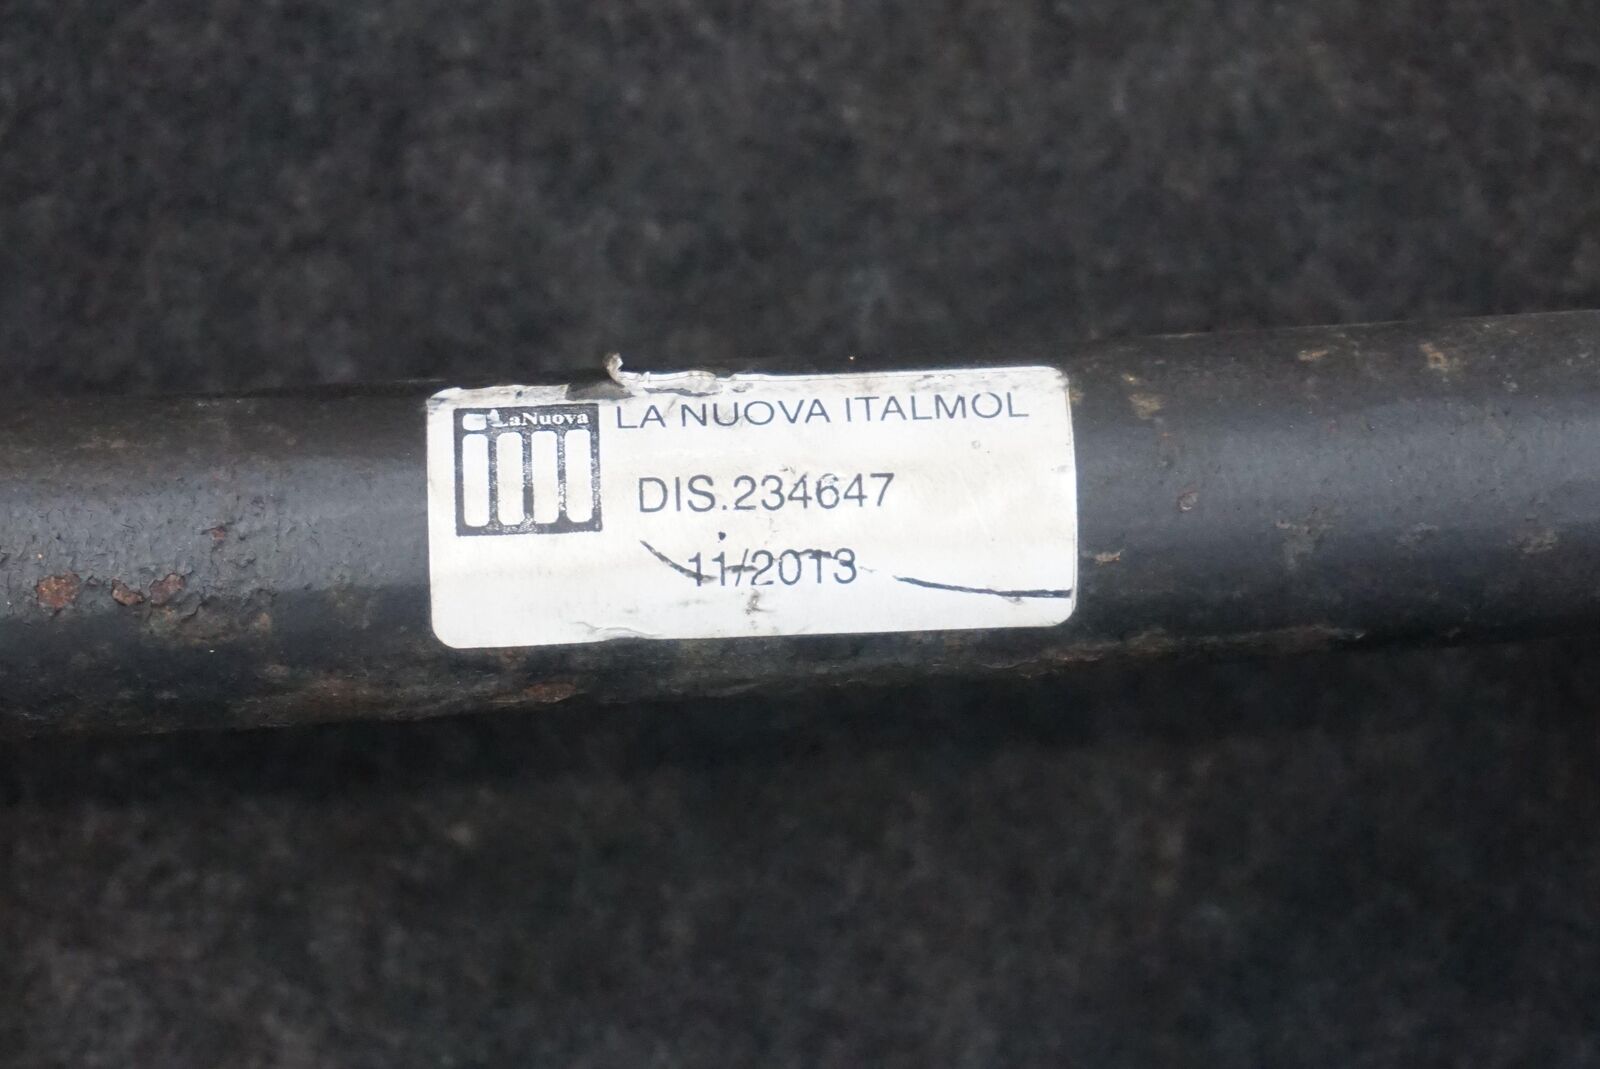 LaNuova
LA NUOVA ITALMOL
DIS.234647
11/2013